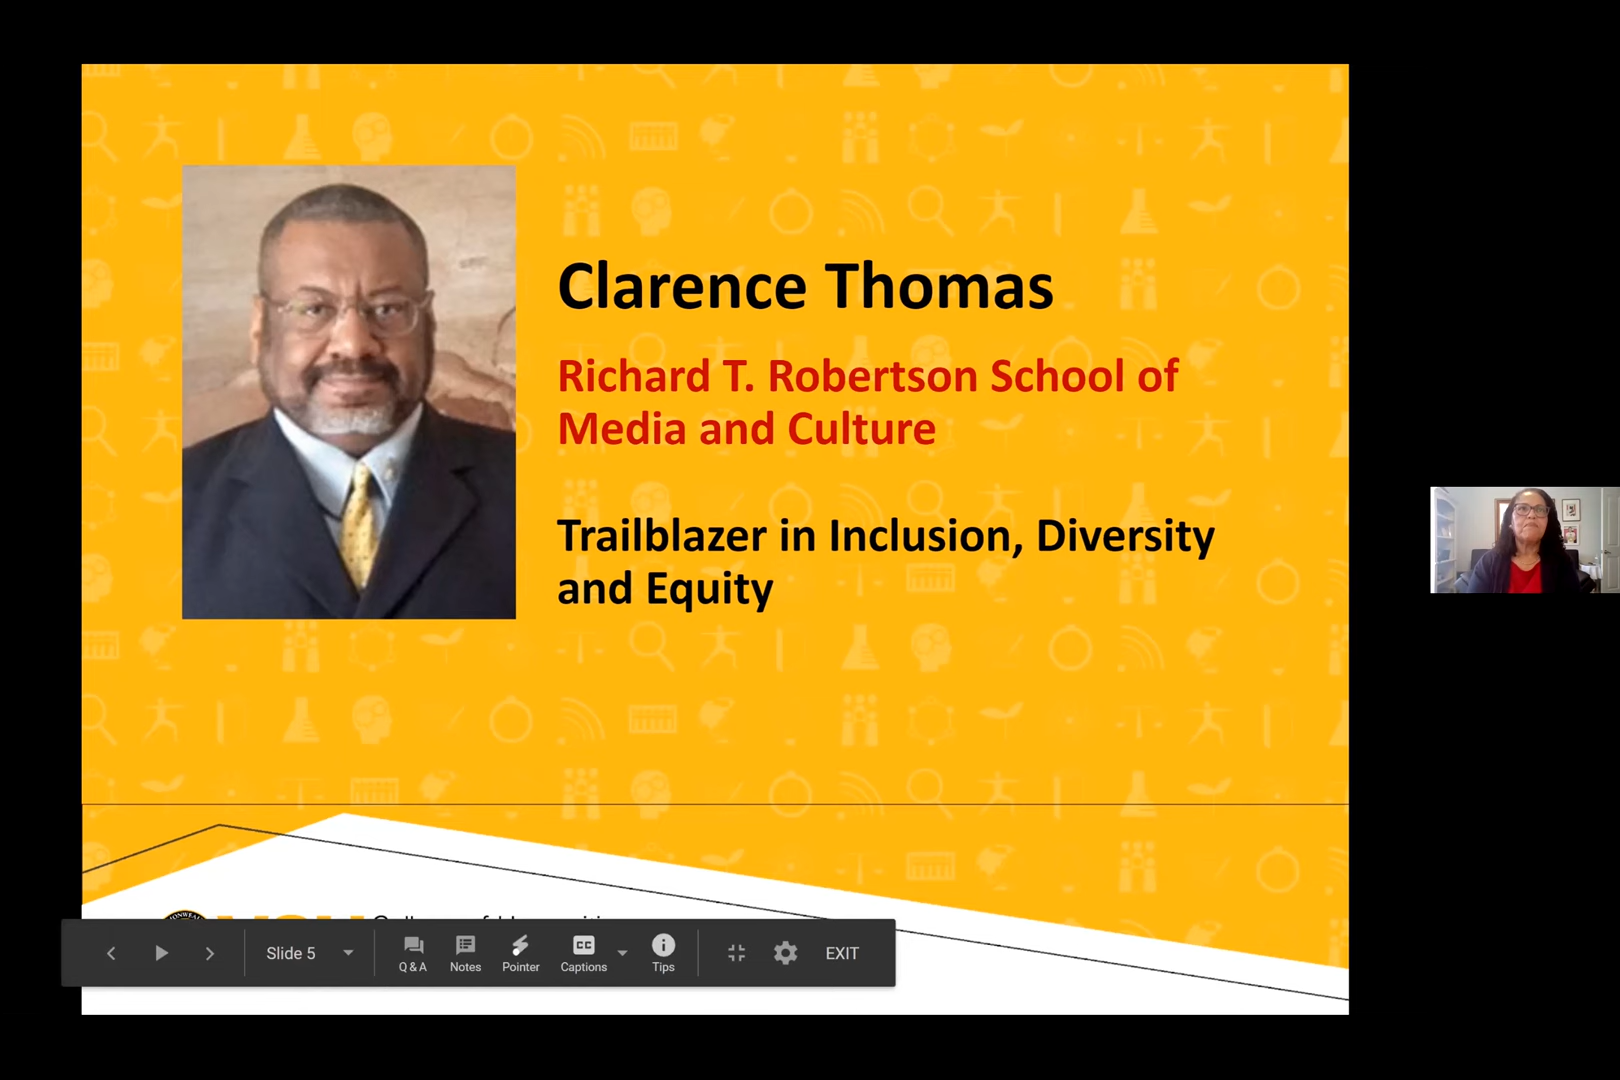 Clarence Thomas
Richard T. Robertson School of
Media and Culture
Trailblazer in Inclusion, Diversity
and Equity
Slide 5
Q & A
Notes
Pointer
CC
Captions
Tips
EXIT